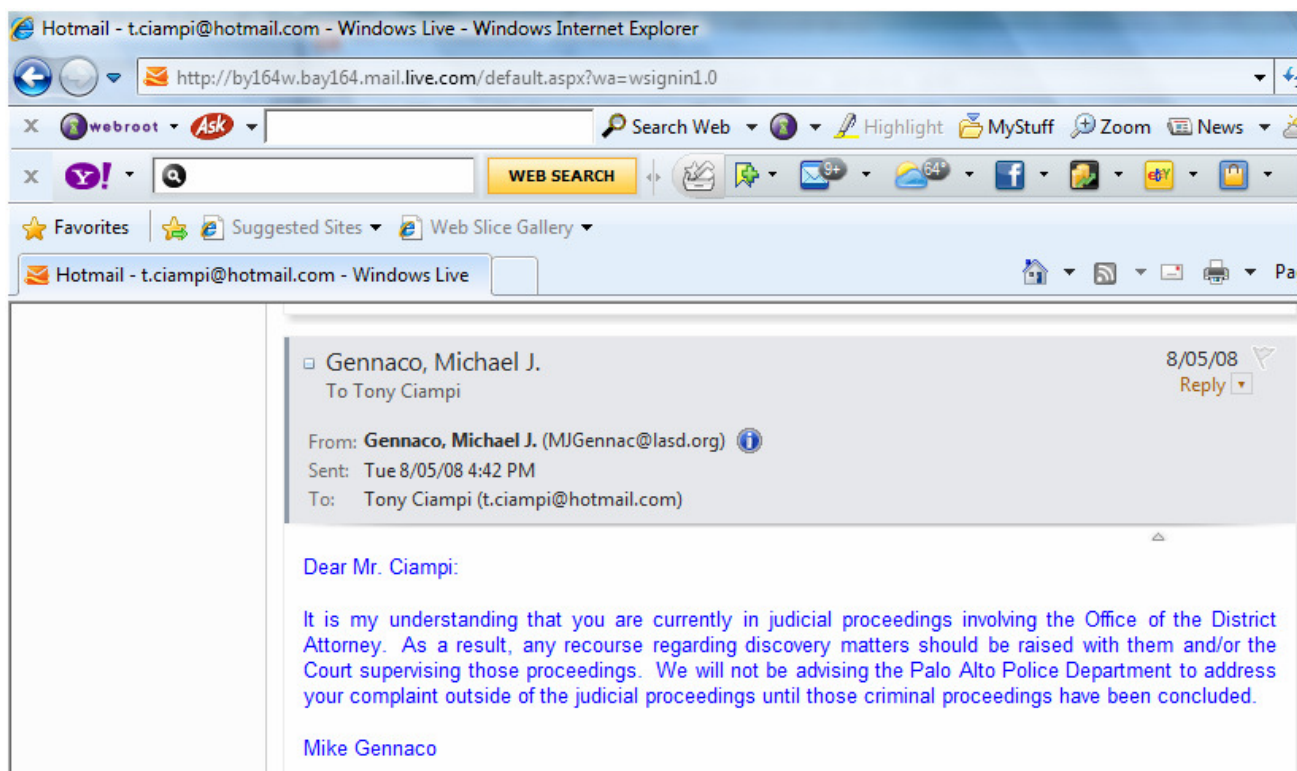 Hotmail - t.ciampi@hotmail.com - Windows Live - Windows Internet Explorer
http://by164w.bay164.mail.live.com/default.aspx?wa=wsignin1.0
x webroot Ask Search Web Highlight MyStuff Zoom News
x Y! WEB SEARCH 9+ 64° f ebY
Favorites Suggested Sites Web Slice Gallery
Hotmail - t.ciampi@hotmail.com - Windows Live Pa
Gennaco, Michael J. 8/05/08
To Tony Ciampi Reply
From: Gennaco, Michael J. (MJGennac@lasd.org)
Sent: Tue 8/05/08 4:42 PM
To: Tony Ciampi (t.ciampi@hotmail.com)
Dear Mr. Ciampi:
It is my understanding that you are currently in judicial proceedings involving the Office of the District
Attorney. As a result, any recourse regarding discovery matters should be raised with them and/or the
Court supervising those proceedings. We will not be advising the Palo Alto Police Department to address
your complaint outside of the judicial proceedings until those criminal proceedings have been concluded.
Mike Gennaco